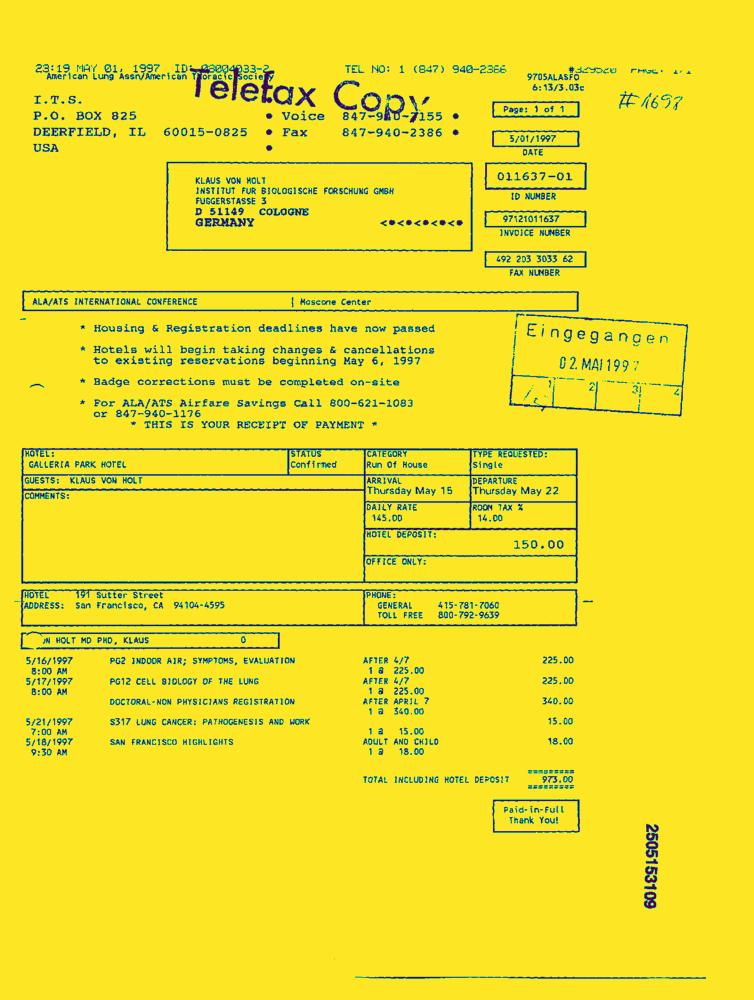 23:19 MAY 01, 1997 ID: 08004033-2 TEL NO: 1 (847) 940-2386 #329520 PAGE: 1/1
American Lung Assn/American Thoracic Society 9705ALASFO
6:13/3.03c
Telefax Copy
#1698
I.T.S.
P.O. BOX 825 • Voice 847-940-2155 •
DEERFIELD, IL 60015-0825 • Fax 847-940-2386 •
USA •
Page: 1 of 1
5/01/1997
DATE
011637-01
ID NUMBER
97121011637
INVOICE NUMBER
492 203 3033 62
FAX NUMBER
KLAUS VON HOLT
INSTITUT FUR BIOLOGISCHE FORSCHUNG GMBH
FUGGERSTASSE 3
D 51149 COLOGNE
GERMANY <•<•<•<•<•
ALA/ATS INTERNATIONAL CONFERENCE | Moscone Center
* Housing & Registration deadlines have now passed
* Hotels will begin taking changes & cancellations
to existing reservations beginning May 6, 1997
* Badge corrections must be completed on-site
* For ALA/ATS Airfare Savings Call 800-621-1083
or 847-940-1176
* THIS IS YOUR RECEIPT OF PAYMENT *
Eingegangen
02. MAI 1997
1 2 3 4
HOTEL: STATUS CATEGORY TYPE REQUESTED:
GALLERIA PARK HOTEL Confirmed Run Of House Single
GUESTS: KLAUS VON HOLT ARRIVAL DEPARTURE
Thursday May 15 Thursday May 22
COMMENTS:
DAILY RATE ROOM TAX %
145.00 14.00
HOTEL DEPOSIT:
150.00
OFFICE ONLY:
HOTEL 191 Sutter Street PHONE:
ADDRESS: San Francisco, CA 94104-4595 GENERAL 415-781-7060
TOLL FREE 800-792-9639
ON HOLT MD PHD, KLAUS 0
5/16/1997 PG2 INDOOR AIR; SYMPTOMS, EVALUATION AFTER 4/7 225.00
8:00 AM 1 @ 225.00
5/17/1997 PG12 CELL BIOLOGY OF THE LUNG AFTER 4/7 225.00
8:00 AM 1 @ 225.00
DOCTORAL-NON PHYSICIANS REGISTRATION AFTER APRIL 7 340.00
1 @ 340.00
5/21/1997 S317 LUNG CANCER: PATHOGENESIS AND WORK 15.00
7:00 AM 1 @ 15.00
5/18/1997 SAN FRANCISCO HIGHLIGHTS ADULT AND CHILD 18.00
9:30 AM 1 @ 18.00
=========
TOTAL INCLUDING HOTEL DEPOSIT 973.00
=========
Paid-in-Full
Thank You!
2505153109